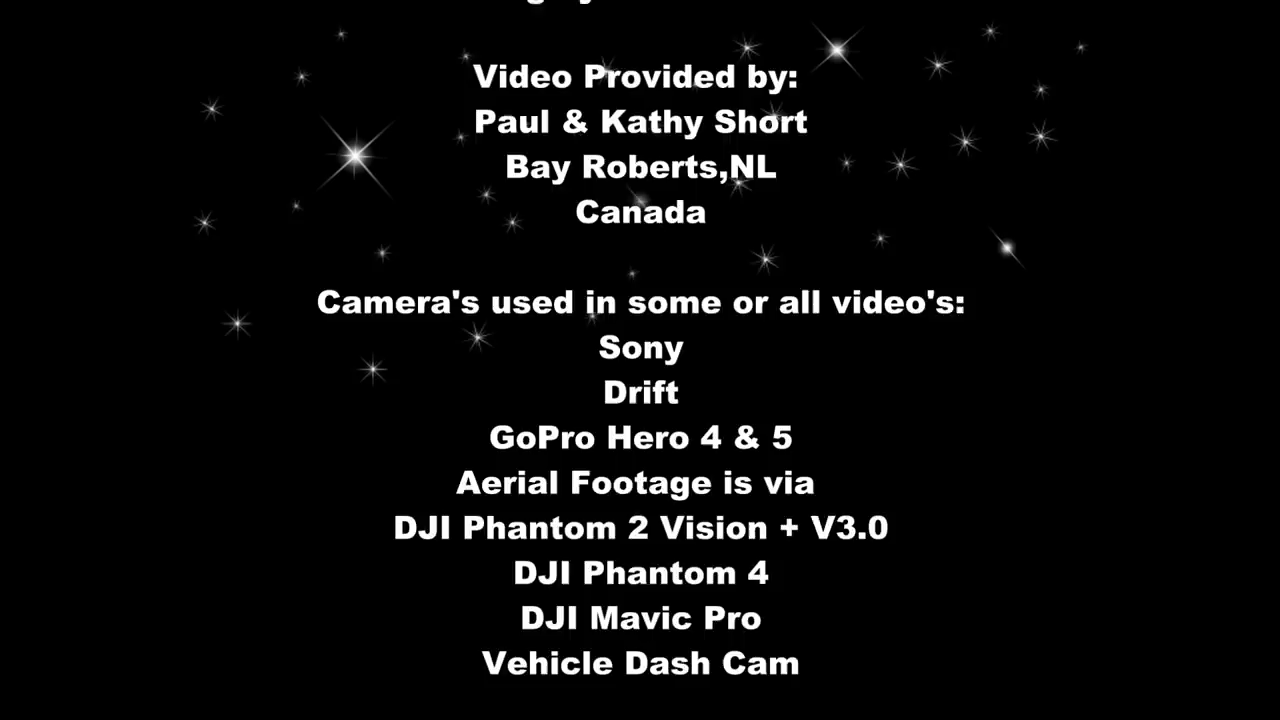 Video Provided by:
Paul & Kathy Short
Bay Roberts,NL
Canada
Camera's used in some or all video's:
Sony
Drift
GoPro Hero 4 & 5
Aerial Footage is via
DJI Phantom 2 Vision + V3.0
DJI Phantom 4
DJI Mavic Pro
Vehicle Dash Cam